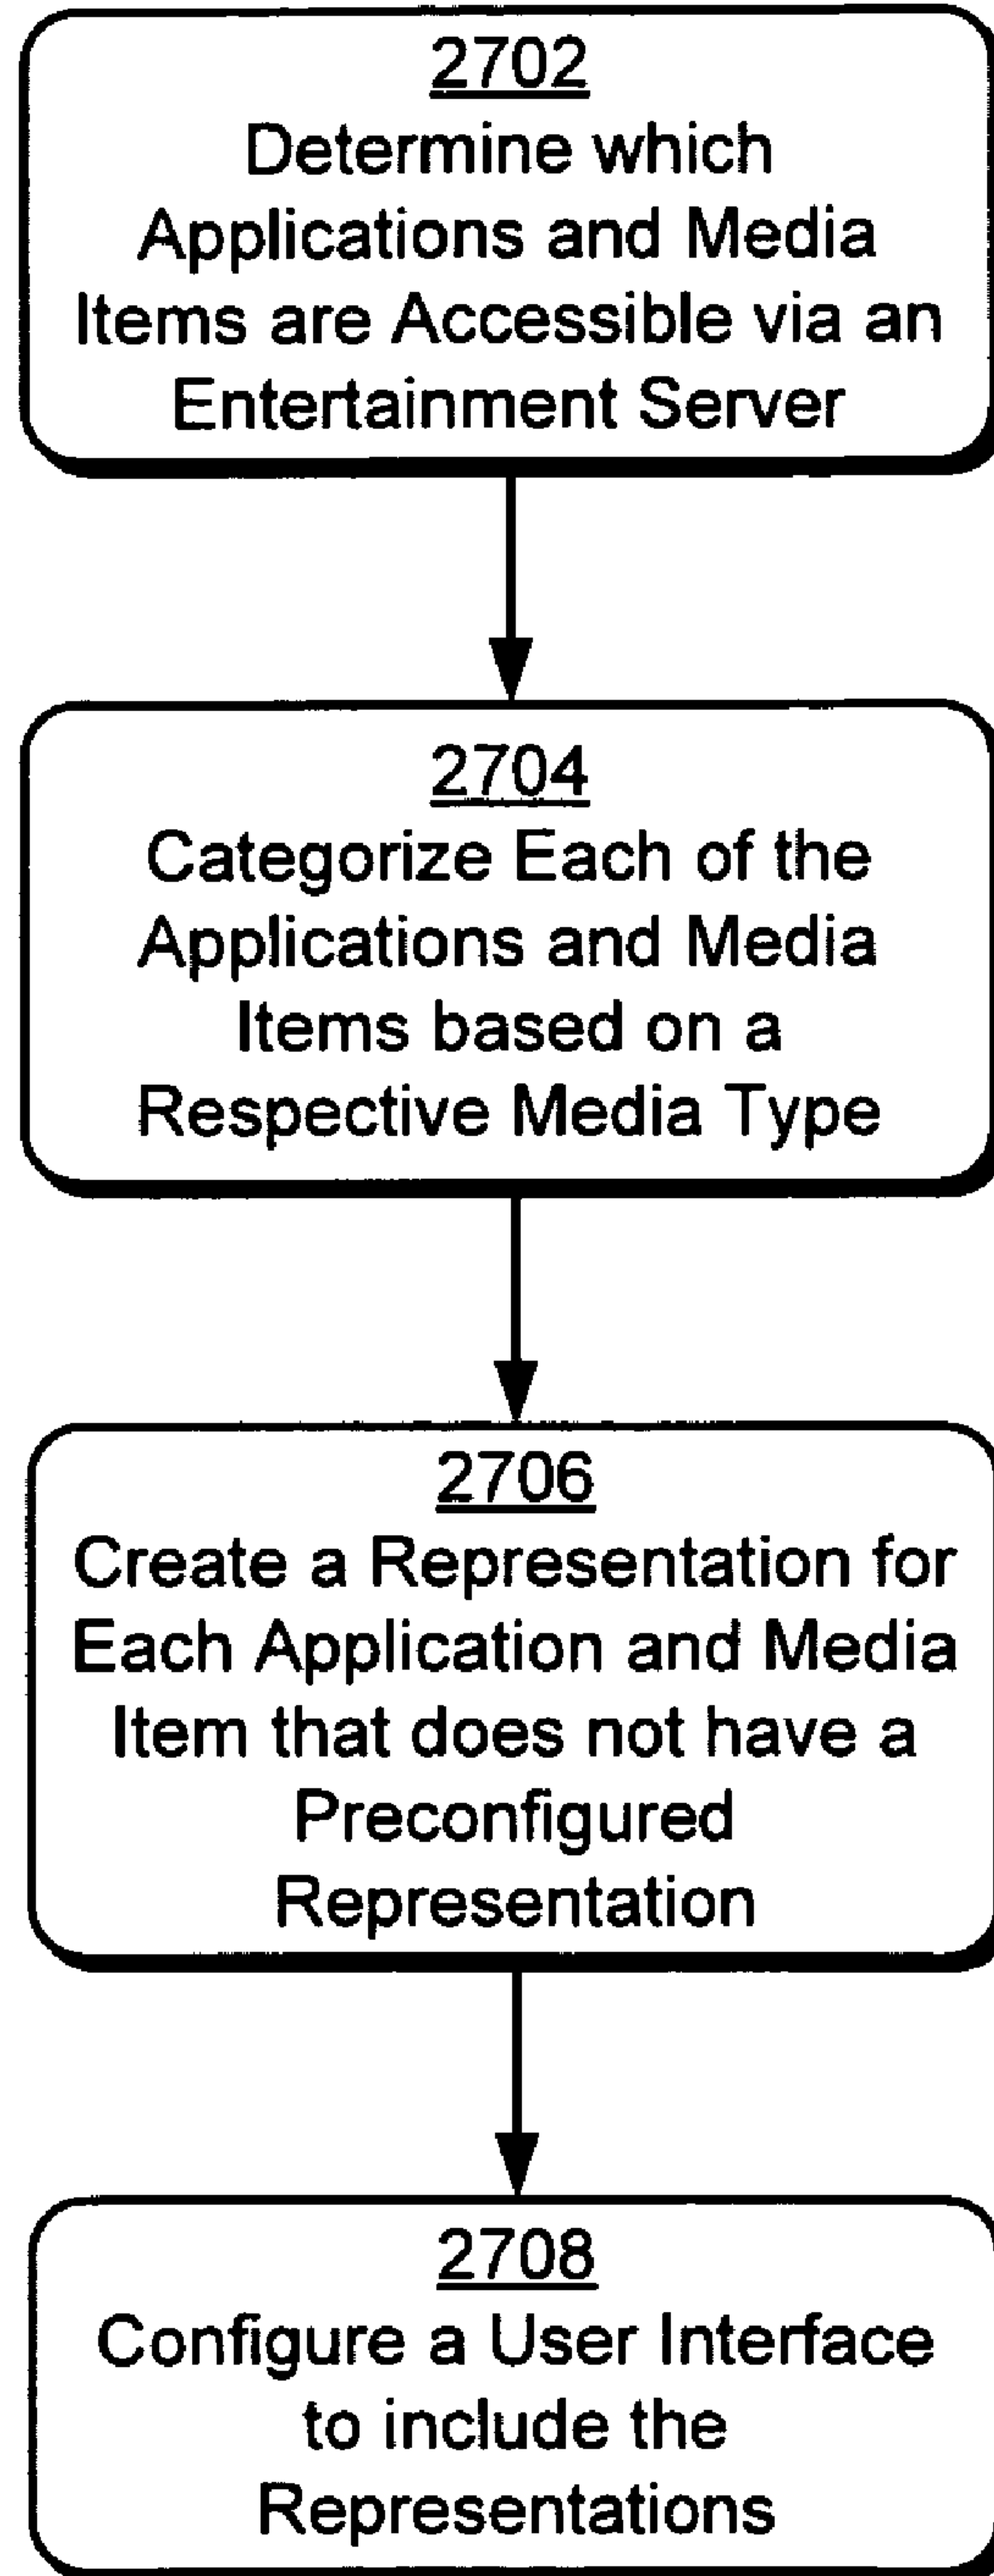 2702
Determine which
Applications and Media
Items are Accessible via an
Entertainment Server
2704
Categorize Each of the
Applications and Media
Items based on a
Respective Media Type
2706
Create a Representation for
Each Application and Media
Item that does not have a
Preconfigured
Representation
2708
Configure a User Interface
to include the
Representations